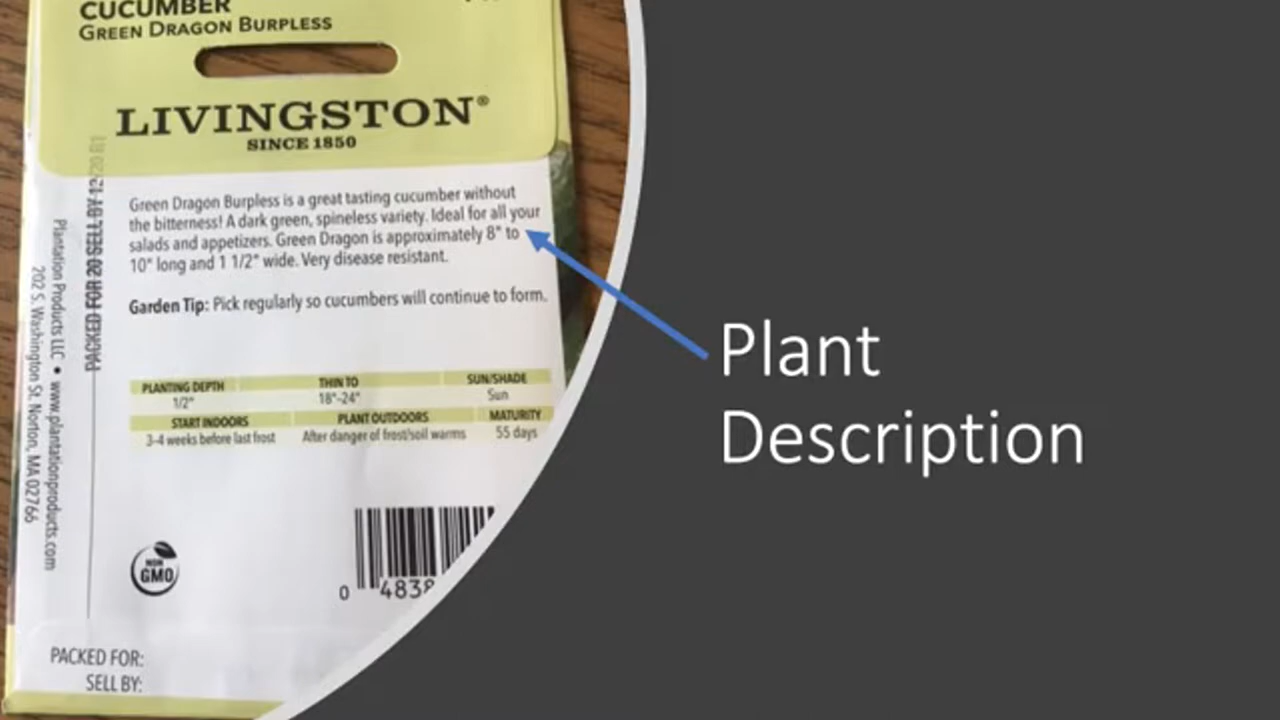 CUCUMBER
GREEN DRAGON BURPLESS
LIVINGSTON®
SINCE 1850
Green Dragon Burpless is a great tasting cucumber without
the bitterness! A dark green, spineless variety. Ideal for all your
salads and appetizers. Green Dragon is approximately 8" to
10" long and 1 1/2" wide. Very disease resistant.
Garden Tip: Pick regularly so cucumbers will continue to form.
PLANTING DEPTH THIN TO SUN/SHADE
1/2" 18"-24" Sun
START INDOORS PLANT OUTDOORS MATURITY
3-4 weeks before last frost After danger of frost/soil warms 55 days
NON
GMO
0 4838
PACKED FOR:
SELL BY:
PACKED FOR 20 SELL BY 12/20
Plantation Products LLC • www.plantationproducts.com
202 S. Washington St. Norton, MA 02766
Plant
Description